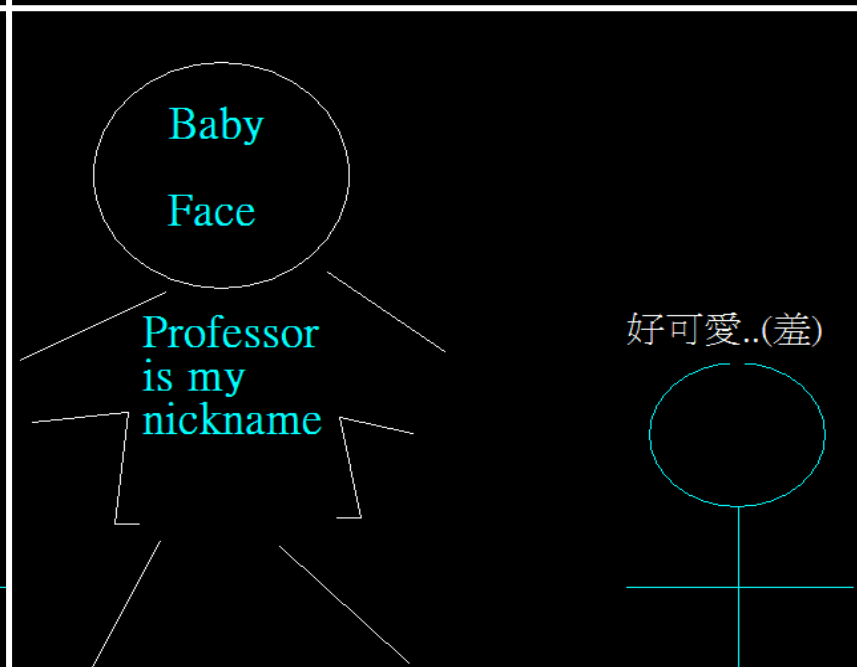 Baby
Face
Professor
is my
nickname
好可愛..(羞)